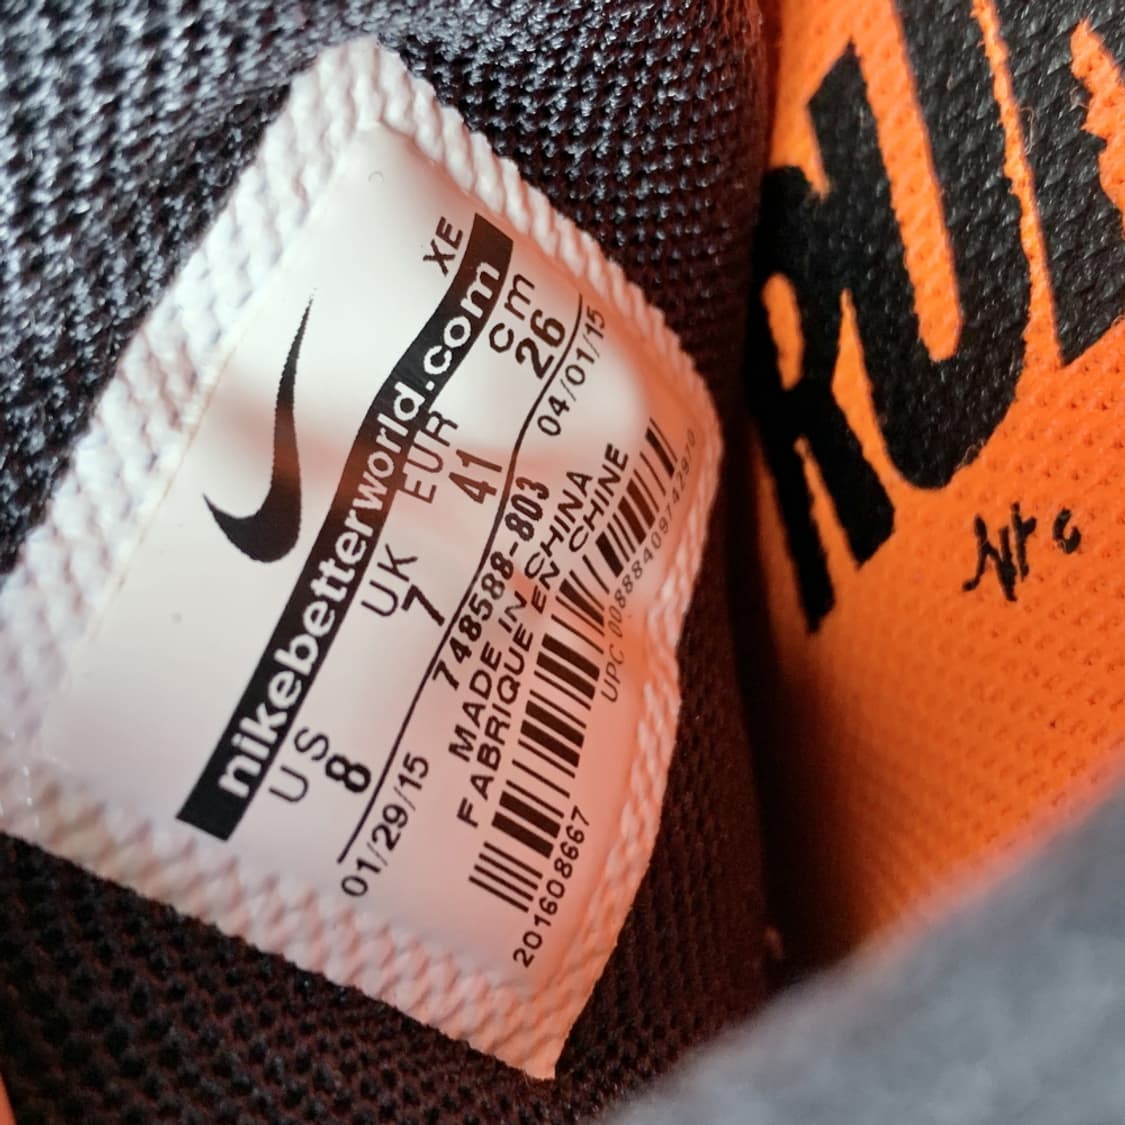 XE
nikebetterworld.com
US UK EUR cm
8 7 41 26
01/29/15 748588-803 04/01/15
MADE IN CHINA
FABRIQUE EN CHINE
201608667
RUN